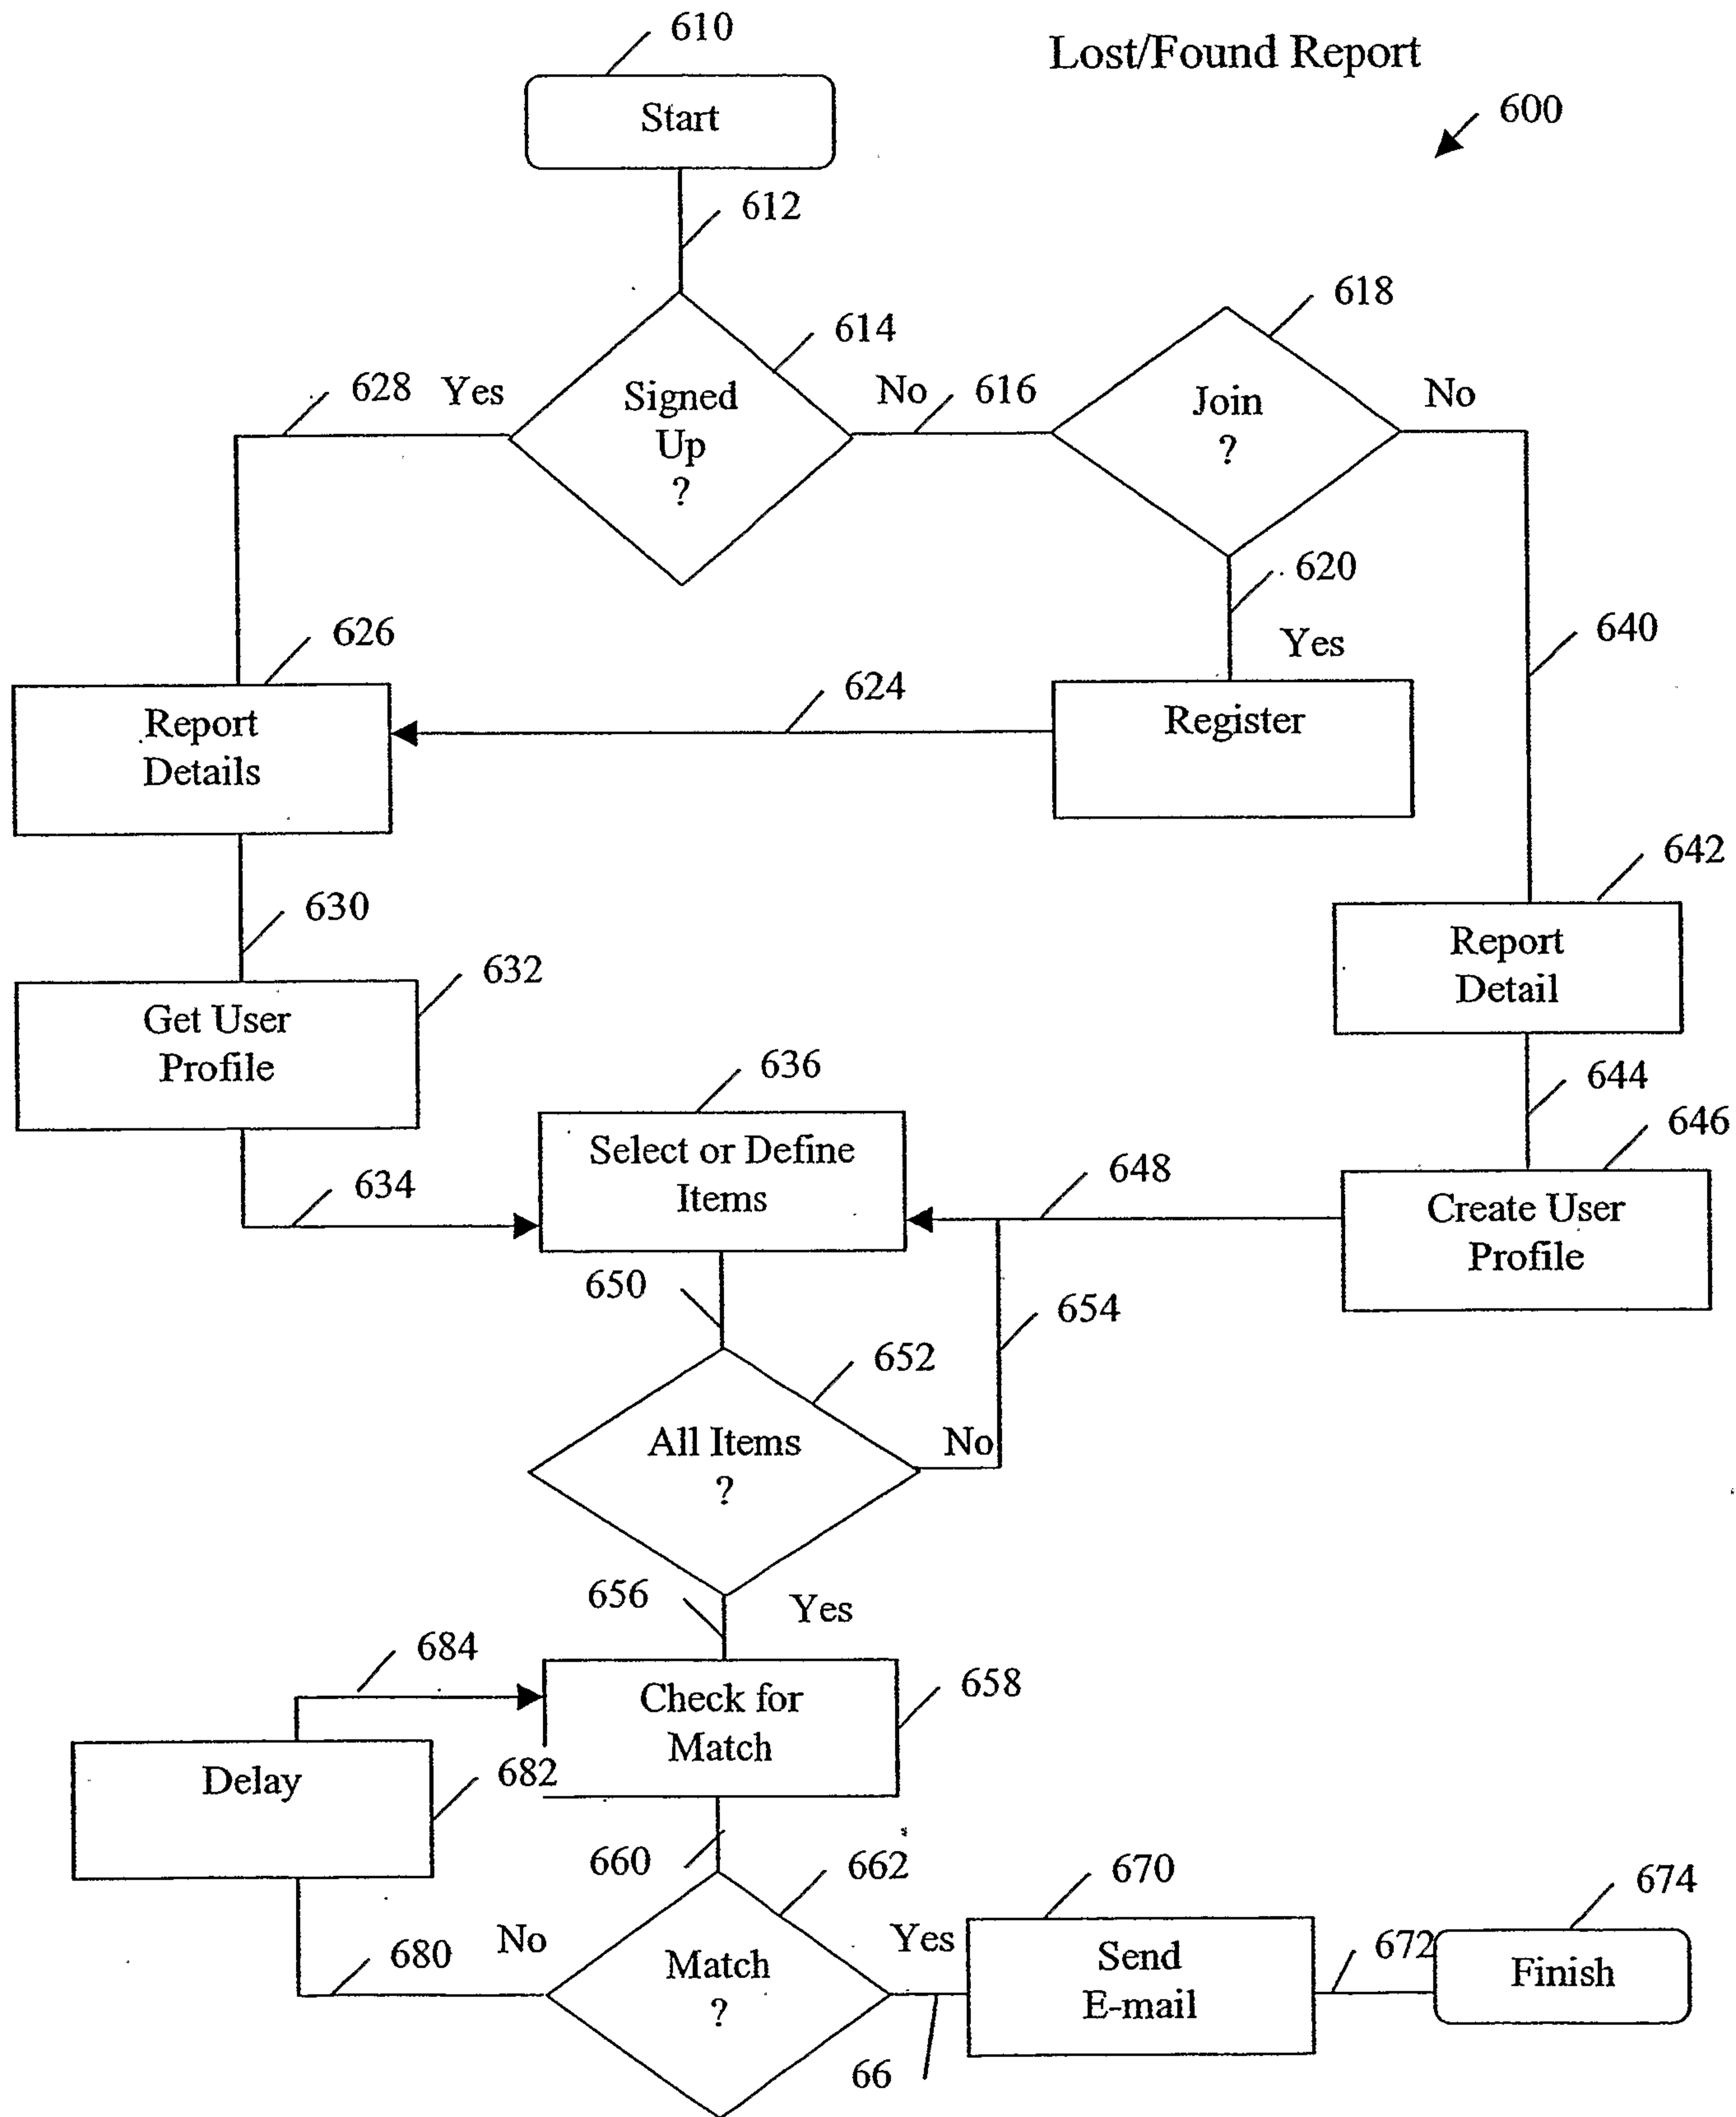 610
Lost/Found Report
600
Start
612
618
614
628
Yes
No
616
No
Signed
Up
?
Join
?
620
Yes
626
640
624
Report
Details
Register
642
630
Report
Detail
632
Get User
Profile
636
644
646
Select or Define
Items
634
648
Create User
Profile
650
654
652
All Items
?
No
656
Yes
684
658
Check for
Match
Delay
682
660
662
670
674
No
Yes
680
672
Match
?
Send
E-mail
Finish
66